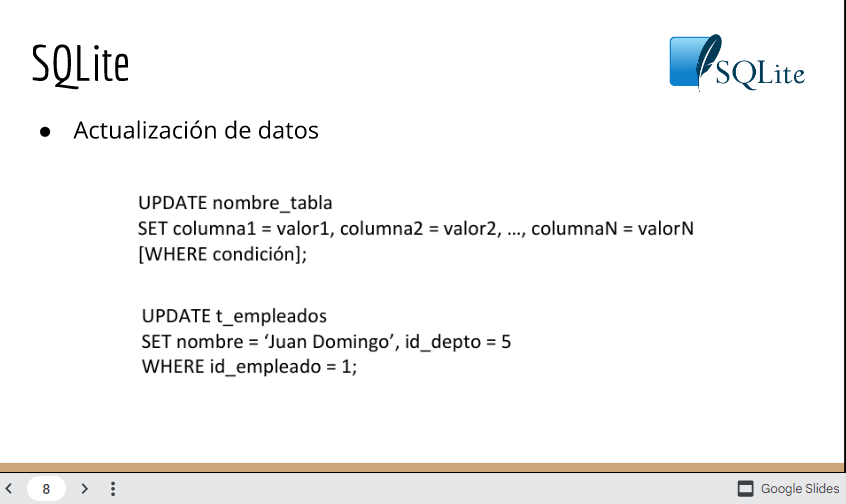 SQLite
SQLite
● Actualización de datos
UPDATE nombre_tabla
SET columna1 = valor1, columna2 = valor2, ..., columnaN = valorN
[WHERE condición];
UPDATE t_empleados
SET nombre = ‘Juan Domingo’, id_depto = 5
WHERE id_empleado = 1;
8
Google Slides